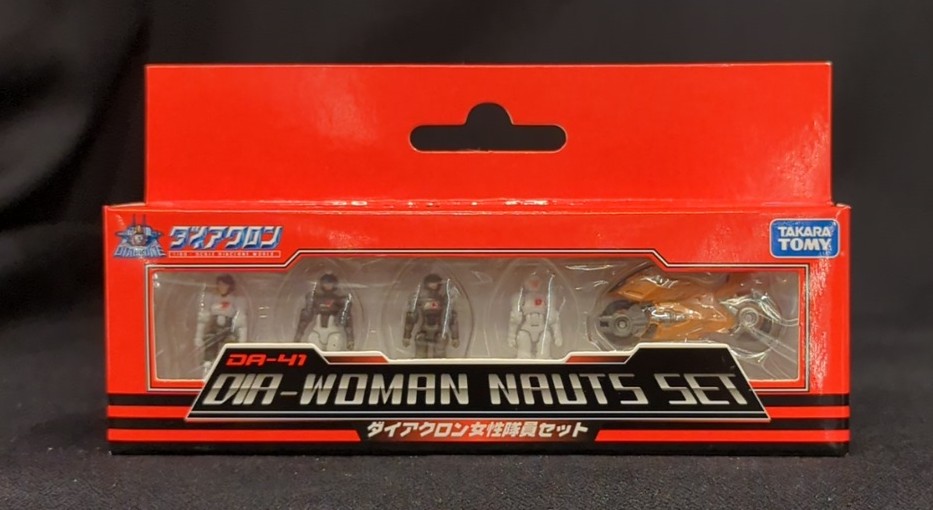 ダイアクロン
DIACLONE
TAKARA
TOMY
DA-41
DIA-WOMAN NAUTS SET
ダイアクロン女性隊員セット